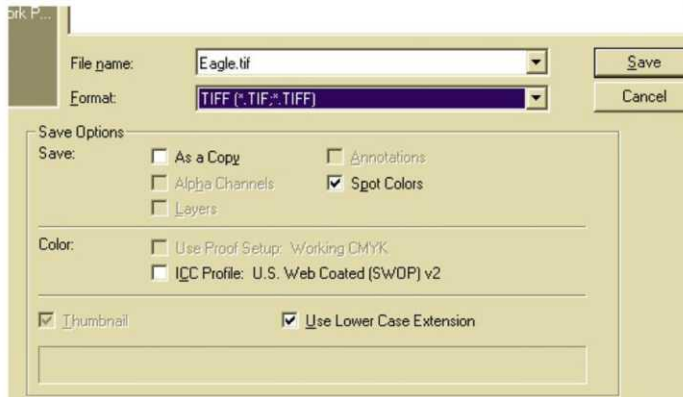 ork P...
File name: Eagle.tif Save
Format: TIFF (*.TIF;*.TIFF) Cancel
Save Options
Save: As a Copy Annotations
Alpha Channels Spot Colors
Layers
Color: Use Proof Setup: Working CMYK
ICC Profile: U.S. Web Coated (SWOP) v2
Thumbnail Use Lower Case Extension